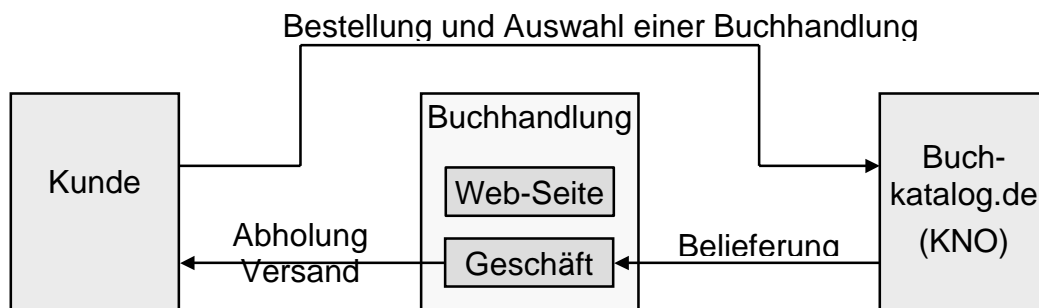 Bestellung und Auswahl einer Buchhandlung
Kunde
Buchhandlung
Web-Seite
Geschäft
Abholung
Versand
Belieferung
Buch-
katalog.de
(KNO)